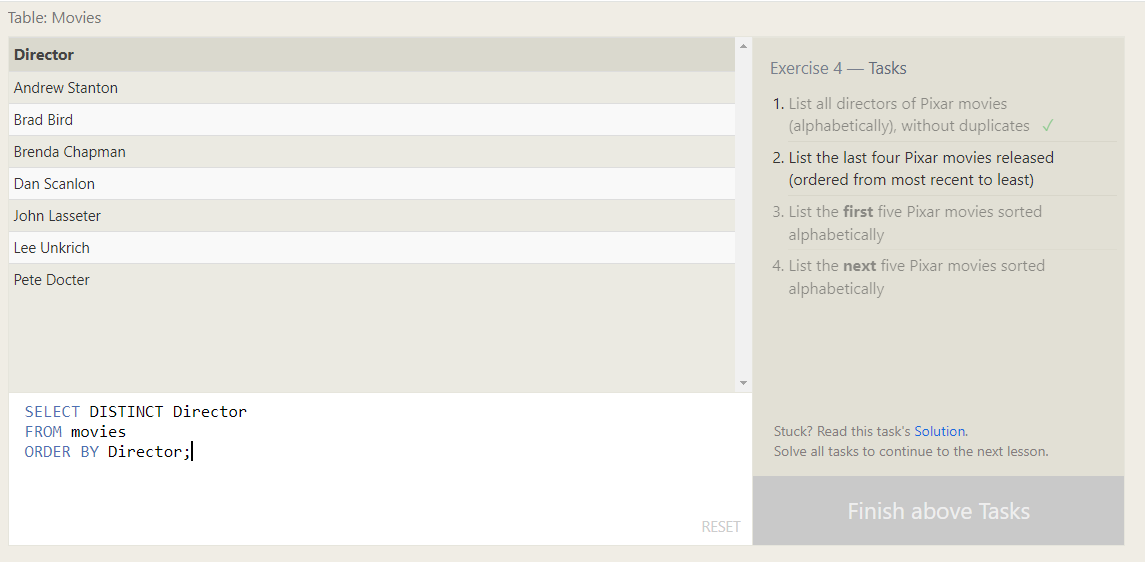 Table: Movies
Director
Andrew Stanton
Brad Bird
Brenda Chapman
Dan Scanlon
John Lasseter
Lee Unkrich
Pete Docter
SELECT DISTINCT Director
FROM movies
ORDER BY Director;
RESET
Exercise 4 — Tasks
1. List all directors of Pixar movies
(alphabetically), without duplicates ✓
2. List the last four Pixar movies released
(ordered from most recent to least)
3. List the first five Pixar movies sorted
alphabetically
4. List the next five Pixar movies sorted
alphabetically
Stuck? Read this task's Solution.
Solve all tasks to continue to the next lesson.
Finish above Tasks